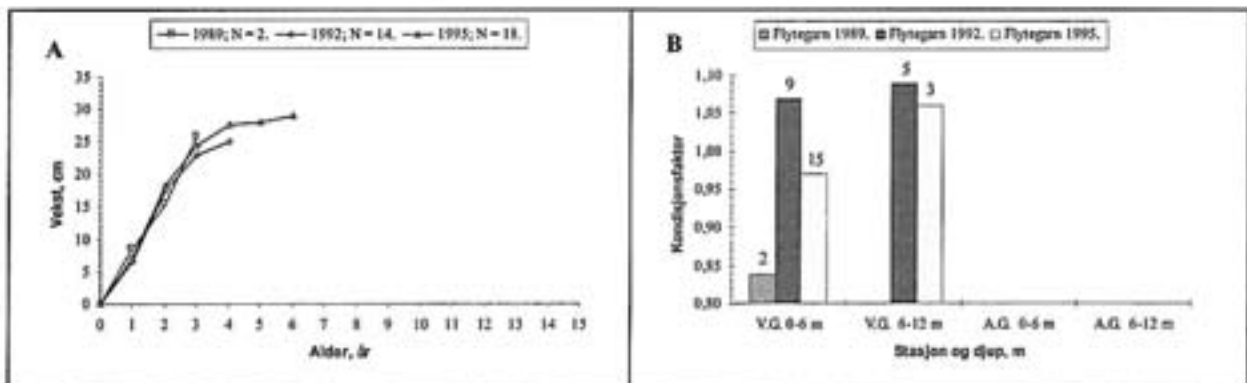 A
1989; N = 2. 1992; N = 14. 1995; N = 18.
Vekst, cm
35
30
25
20
15
10
5
0
0 1 2 3 4 5 6 7 8 9 10 11 12 13 14 15
Alder, år
B
Flytegarn 1989. Flytegarn 1992. Flytegarn 1995.
Kondisjonsfaktor
1,10
1,05
1,00
0,95
0,90
0,85
0,80
2 9 15 5 3
V.G. 0-6 m V.G. 6-12 m A.G. 0-6 m A.G. 6-12 m
Stasjon og djup, m